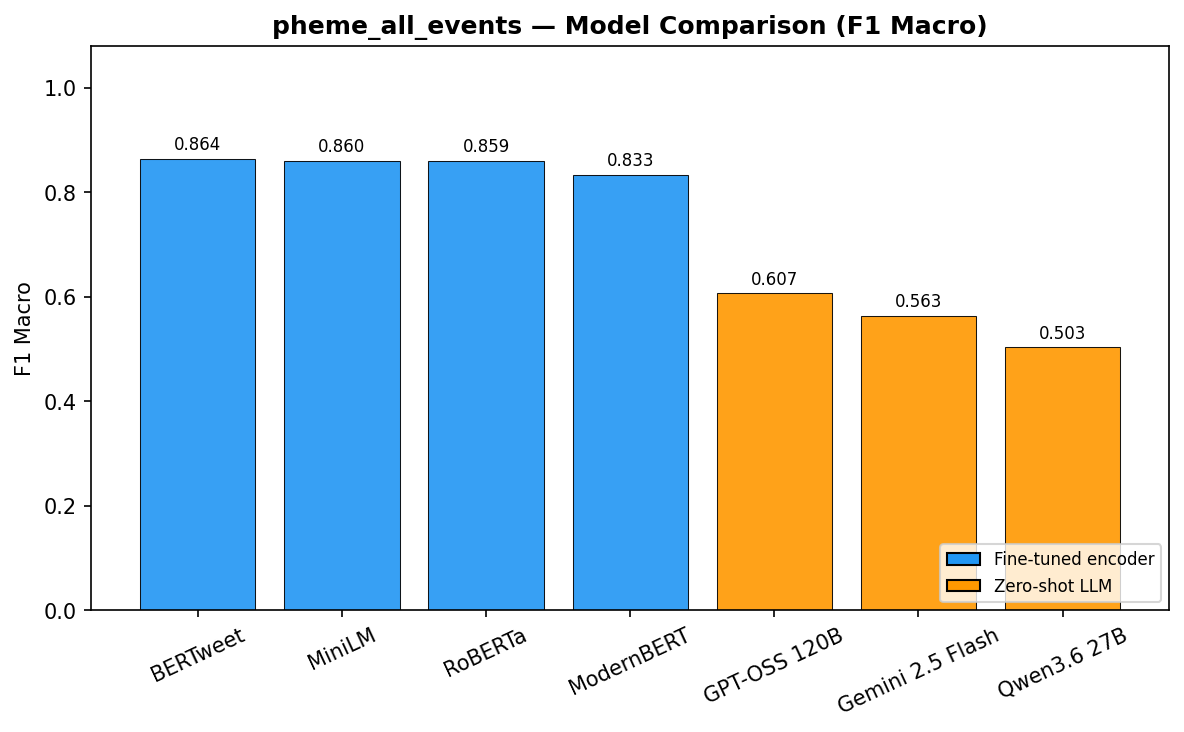 pheme_all_events — Model Comparison (F1 Macro)
F1 Macro
1.0
0.8
0.6
0.4
0.2
0.0
0.864
0.860
0.859
0.833
0.607
0.563
0.503
Fine-tuned encoder
Zero-shot LLM
BERTweet
MiniLM
RoBERTa
ModernBERT
GPT-OSS 120B
Gemini 2.5 Flash
Qwen3.6 27B